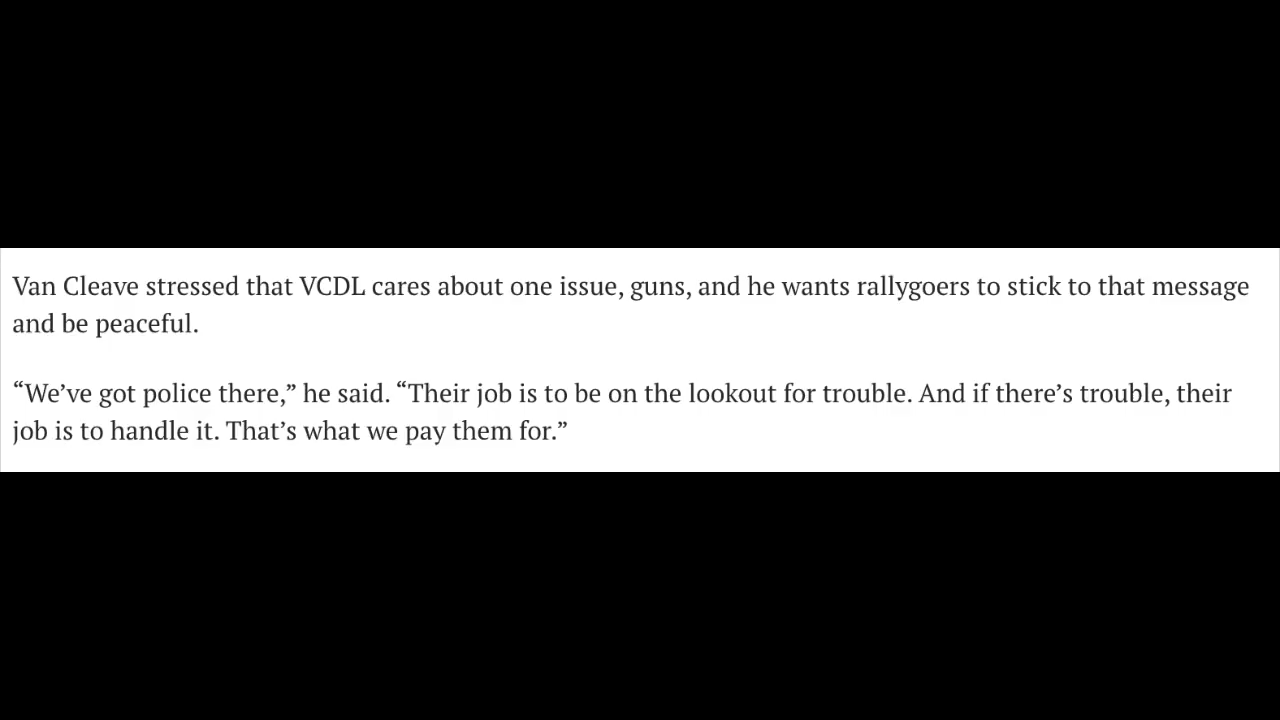 Van Cleave stressed that VCDL cares about one issue, guns, and he wants rallygoers to stick to that message
and be peaceful.
“We’ve got police there,” he said. “Their job is to be on the lookout for trouble. And if there’s trouble, their
job is to handle it. That’s what we pay them for.”